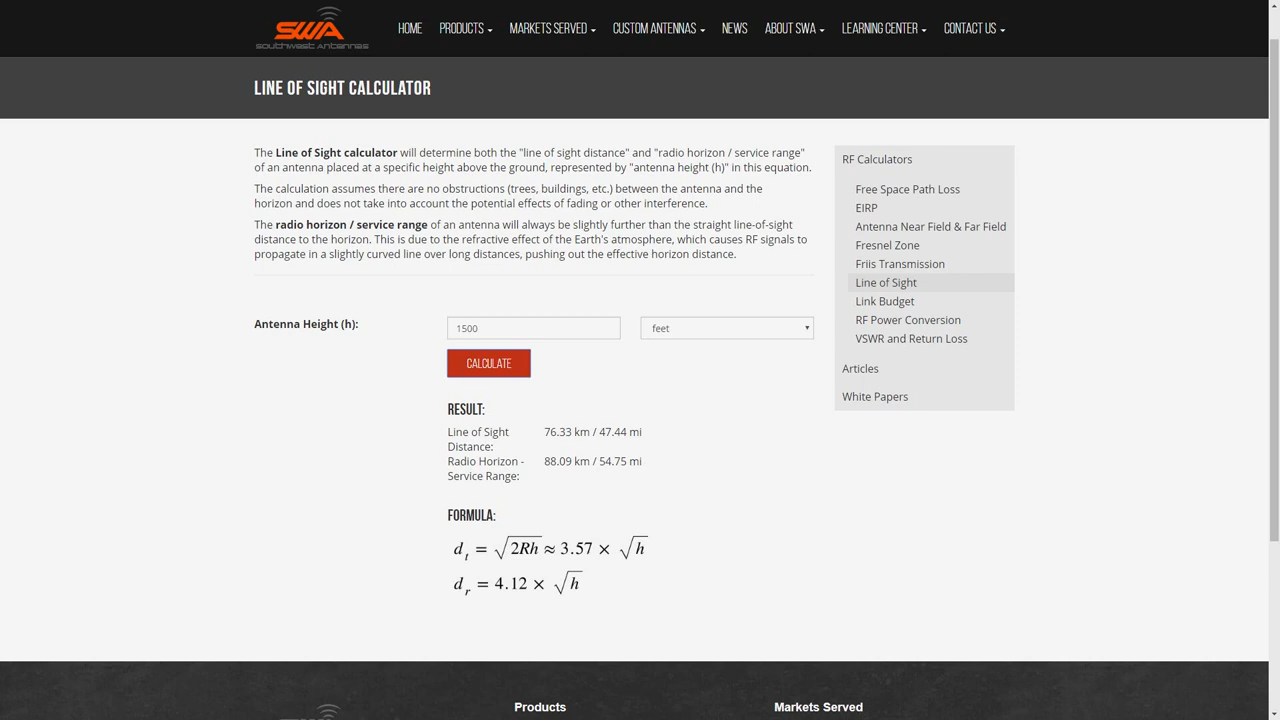 SWA
southwest antennas
HOME
PRODUCTS
MARKETS SERVED
CUSTOM ANTENNAS
NEWS
ABOUT SWA
LEARNING CENTER
CONTACT US
LINE OF SIGHT CALCULATOR
The Line of Sight calculator will determine both the "line of sight distance" and "radio horizon / service range"
of an antenna placed at a specific height above the ground, represented by "antenna height (h)" in this equation.
The calculation assumes there are no obstructions (trees, buildings, etc.) between the antenna and the
horizon and does not take into account the potential effects of fading or other interference.
The radio horizon / service range of an antenna will always be slightly further than the straight line-of-sight
distance to the horizon. This is due to the refractive effect of the Earth's atmosphere, which causes RF signals to
propagate in a slightly curved line over long distances, pushing out the effective horizon distance.
Antenna Height (h):
1500
feet
CALCULATE
RESULT:
Line of Sight
Distance:
76.33 km / 47.44 mi
Radio Horizon -
Service Range:
88.09 km / 54.75 mi
FORMULA:
d_t = √2Rh ≈ 3.57 × √h
d_r = 4.12 × √h
RF Calculators
Free Space Path Loss
EIRP
Antenna Near Field & Far Field
Fresnel Zone
Friis Transmission
Line of Sight
Link Budget
RF Power Conversion
VSWR and Return Loss
Articles
White Papers
Products
Markets Served